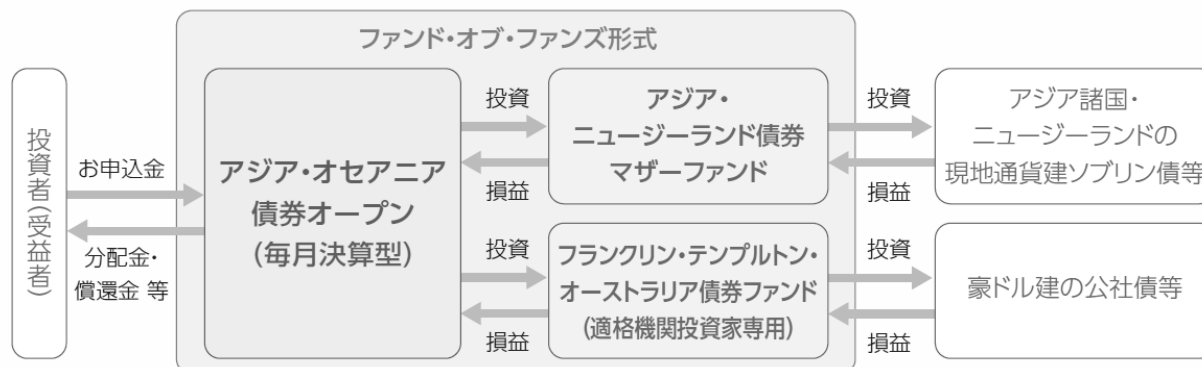 ファンド・オブ・ファンズ形式
投資者(受益者)
お申込金
分配金・
償還金 等
アジア・オセアニア
債券オープン
(毎月決算型)
投資
損益
アジア・
ニュージーランド債券
マザーファンド
投資
損益
アジア諸国・
ニュージーランドの
現地通貨建ソブリン債等
投資
損益
フランクリン・テンプルトン・
オーストラリア債券ファンド
(適格機関投資家専用)
投資
損益
豪ドル建の公社債等